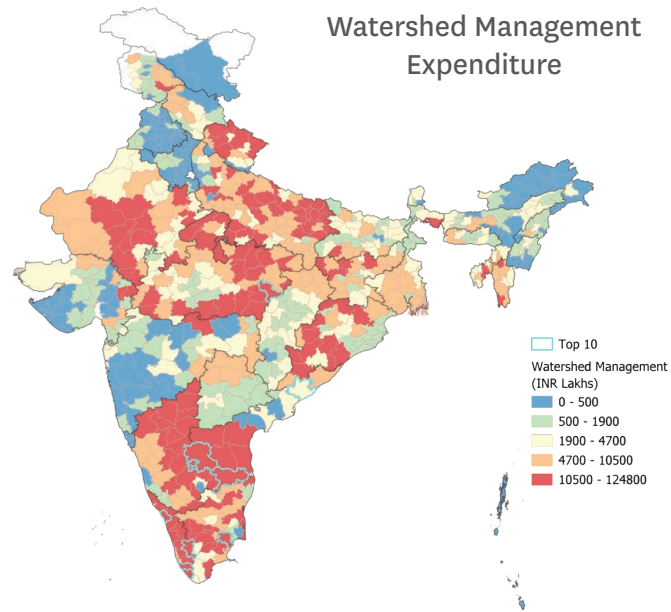 Watershed Management
Expenditure
Top 10
Watershed Management
(INR Lakhs)
0 - 500
500 - 1900
1900 - 4700
4700 - 10500
10500 - 124800